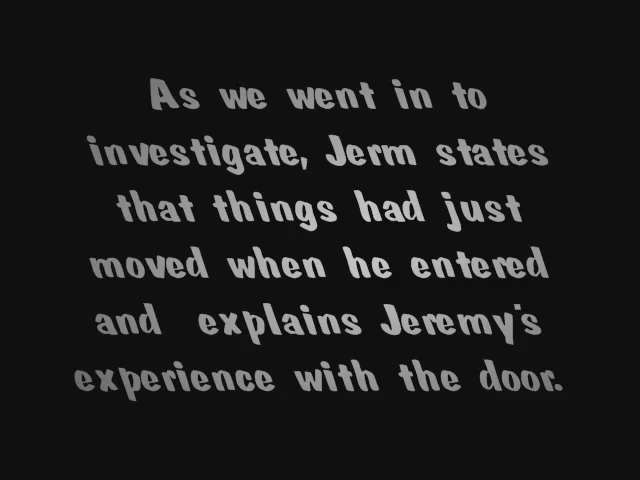 As we went in to
investigate, Jerm states
that things had just
moved when he entered
and explains Jeremy's
experience with the door.